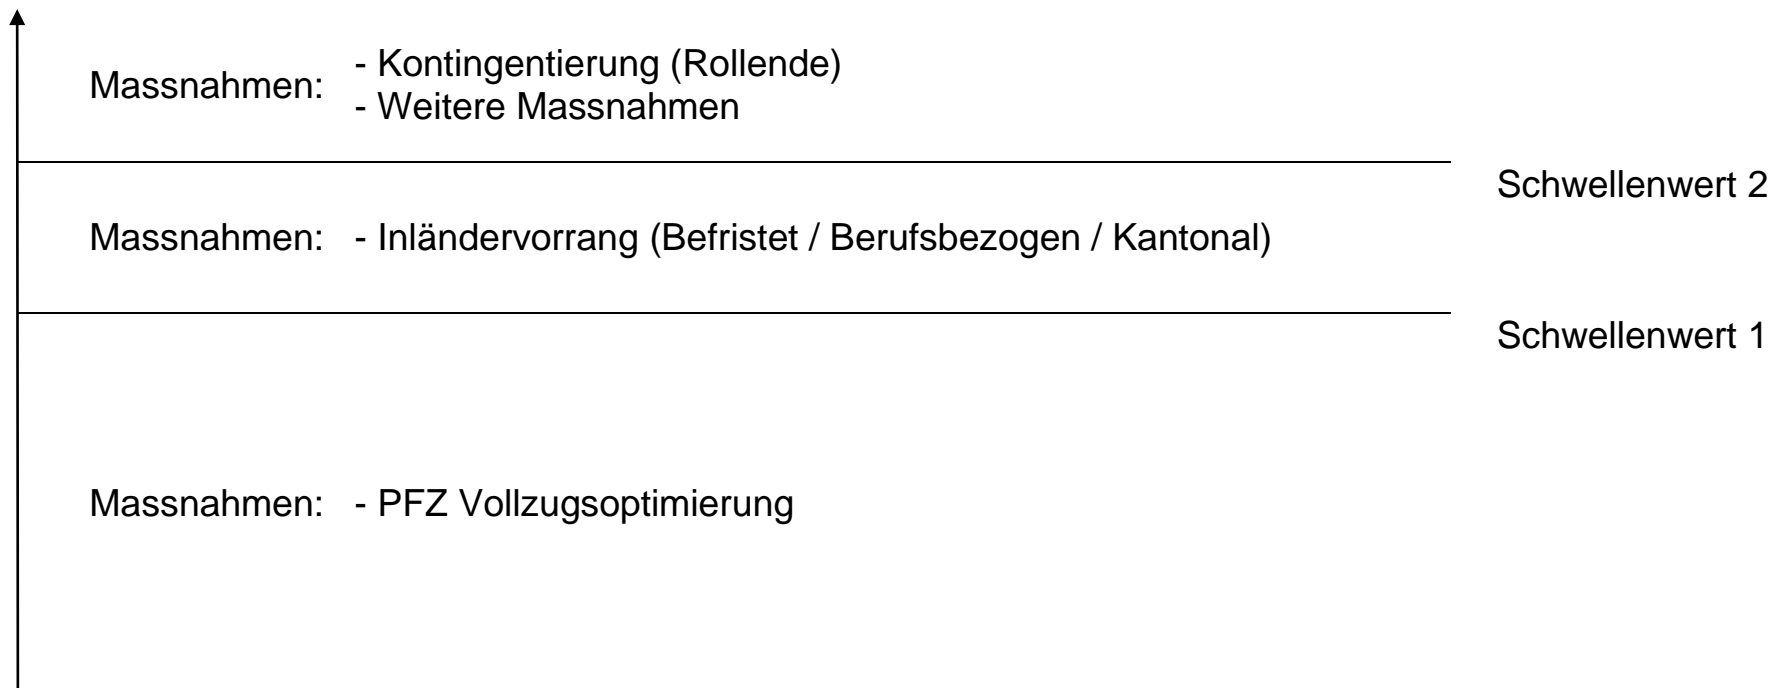 Massnahmen:
- Kontingentierung (Rollende)
- Weitere Massnahmen
Schwellenwert 2
Massnahmen: - Inländervorrang (Befristet / Berufsbezogen / Kantonal)
Schwellenwert 1
Massnahmen: - PFZ Vollzugsoptimierung